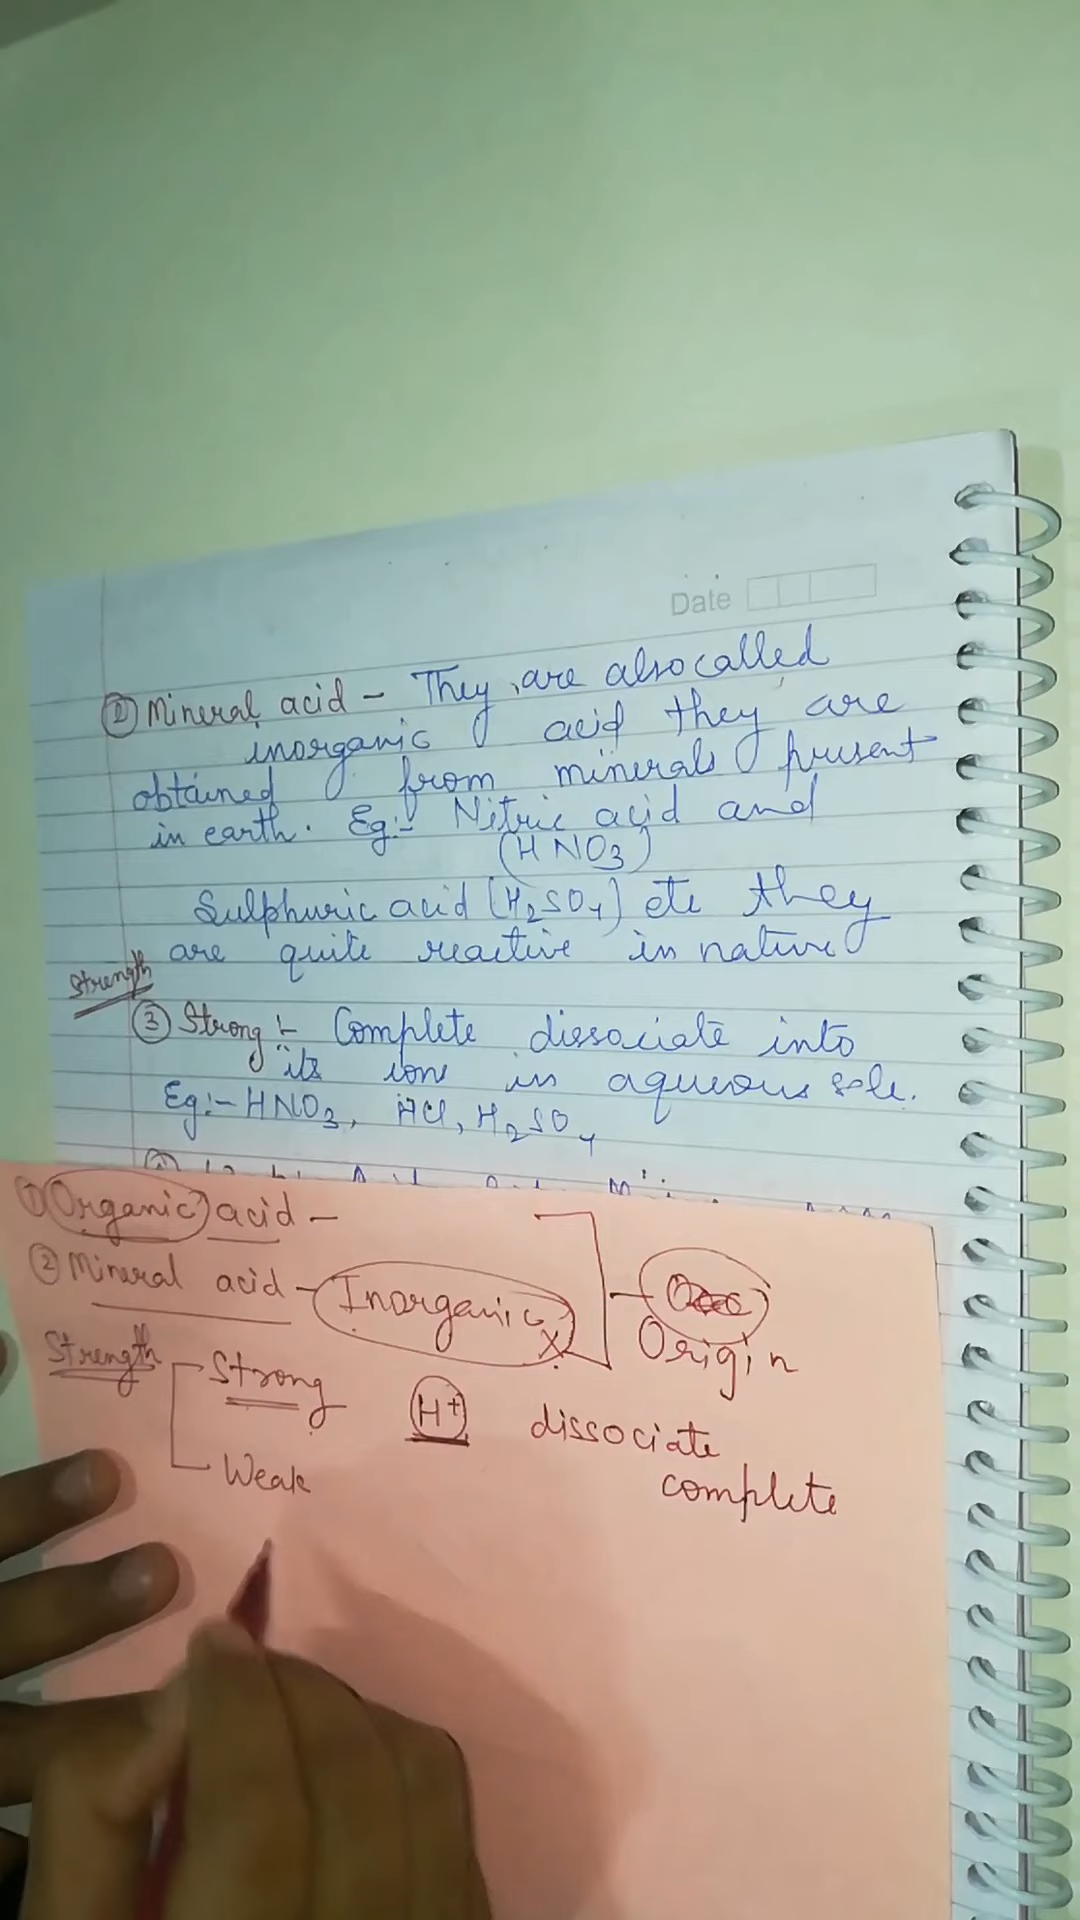 Date
② Mineral acid - They are also called
inorganic acid they are
obtained from minerals present
in earth. Eg:- Nitric acid and
(HNO3)
Sulphuric acid (H2SO4) etc they
are quite reactive in native
Strength
③ Strong :- Complete dissociate into
its ions in aqueous soln.
Eg:- HNO3, HCl, H2SO4
① Organic acid -
② Mineral acid - Inorganic x
Origin
Strength Strong H+ dissociate
complete
Weak